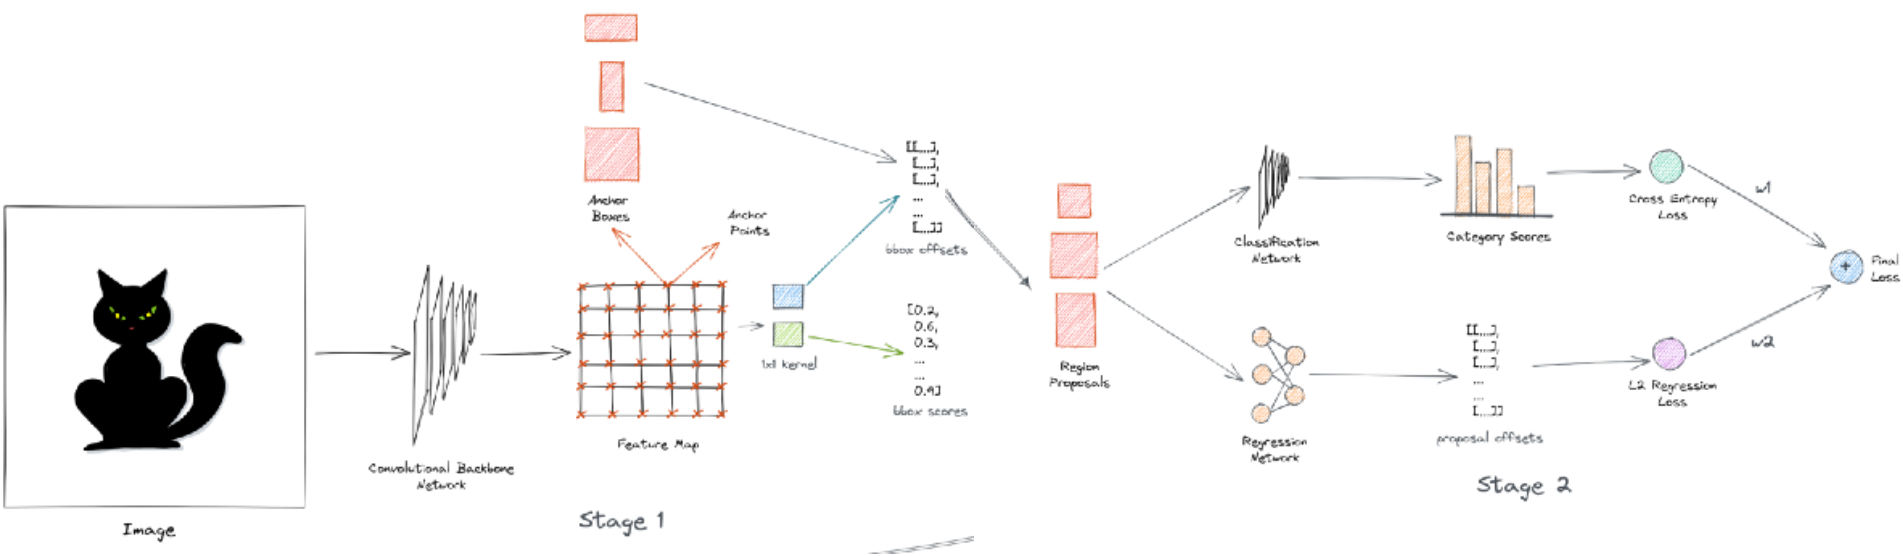 Image
Convolutional Backbone
Network
Anchor
Boxes
Anchor
Points
Feature Map
1x1 kernel
[[...],
[...],
[...],
...
...
[...]]
bbox offsets
[0.2,
0.6,
0.3,
...
...
0.9]
bbox scores
Stage 1
Region
Proposals
Classification
Network
Category Scores
Cross Entropy
Loss
w1
+
Final
Loss
Regression
Network
[[...],
[...],
[...],
...
...
[...]]
proposal offsets
L2 Regression
Loss
w2
Stage 2